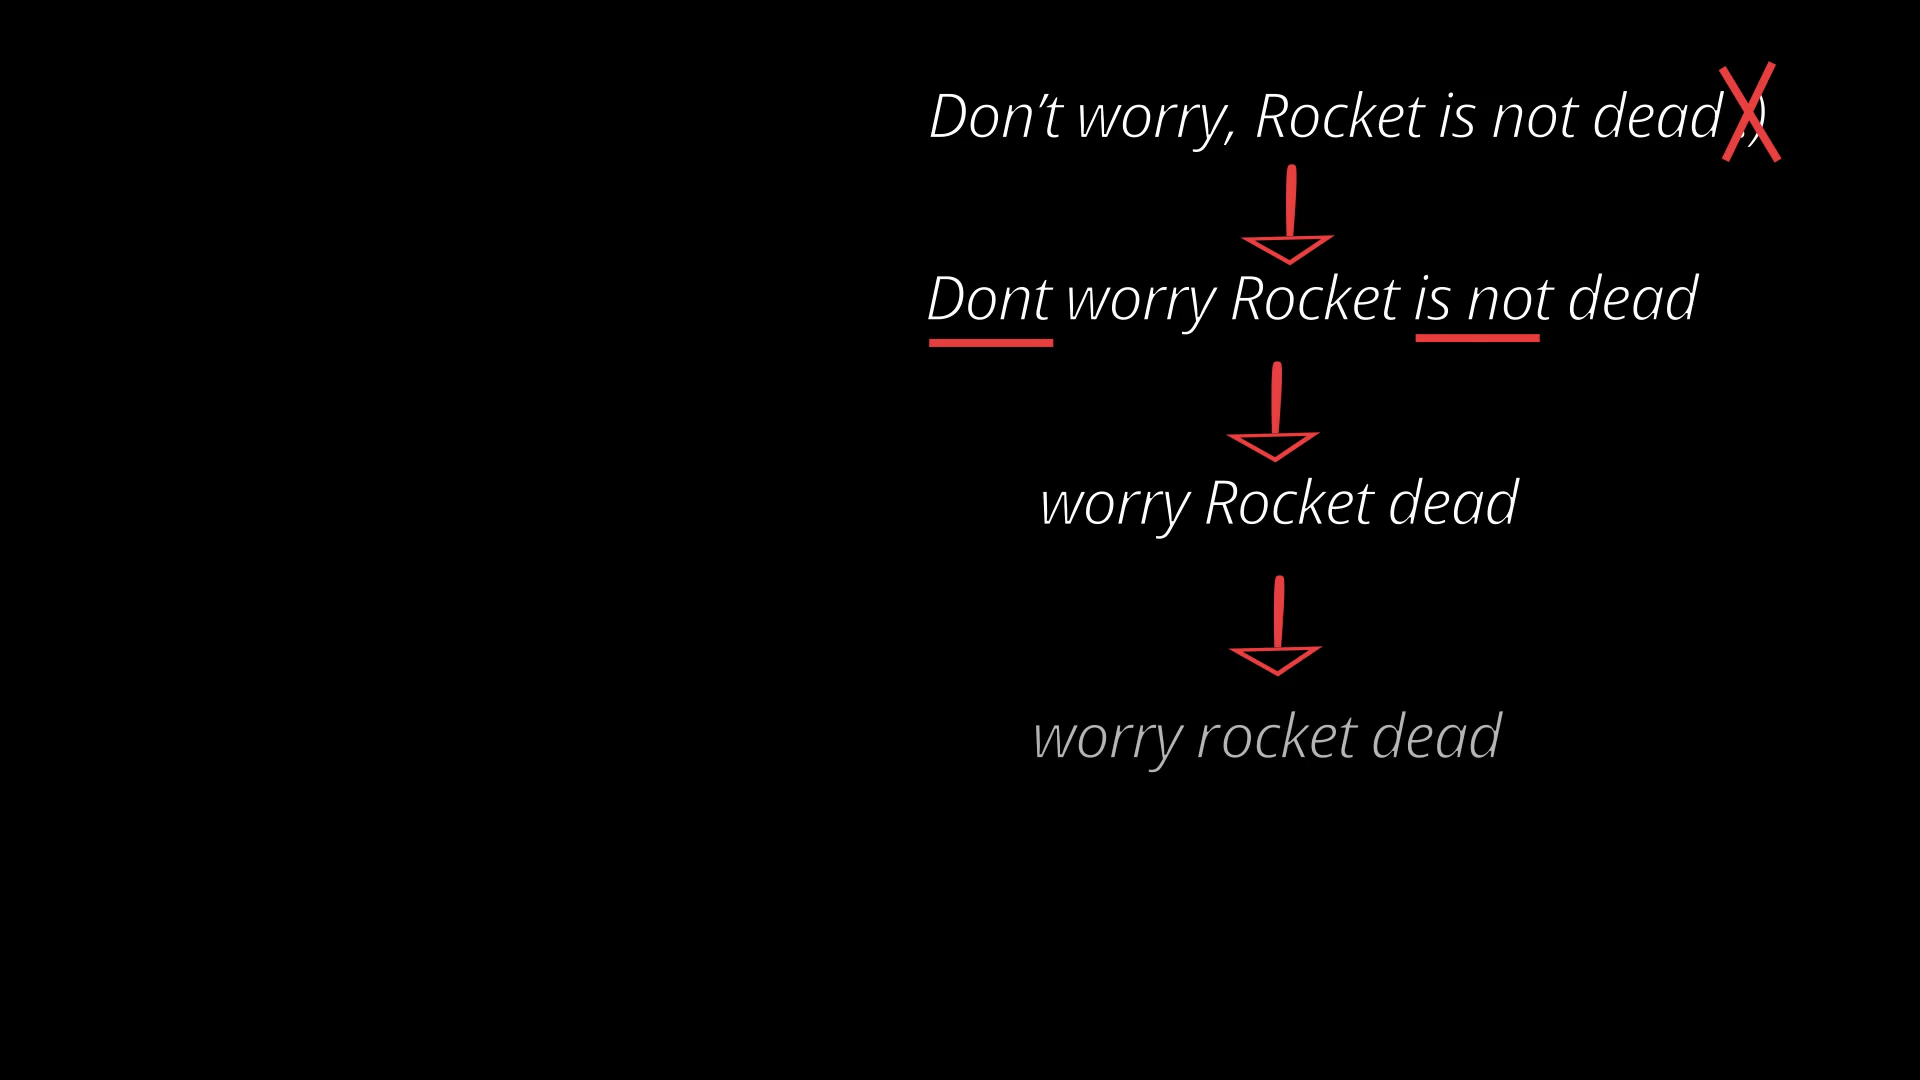 Don’t worry, Rocket is not dead :)
Dont worry Rocket is not dead
worry Rocket dead
worry rocket dead